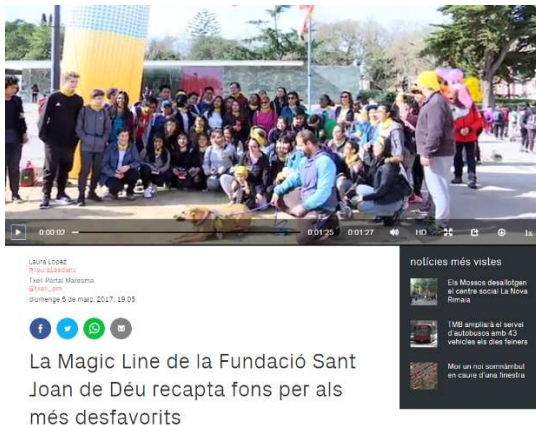 0:00:02
0:01:25
0:01:27
HD
1x
Laura López
Txell Portal Maresma
@txell_pm
diumenge 5 de març, 2017. 19.05
La Magic Line de la Fundació Sant
Joan de Déu recapta fons per als
més desfavorits
notícies més vistes
Els Mossos desallotgen
el centre social La Nova
Rimaia
TMB ampliarà el servei
d'autobusos amb 43
vehicles els dies feiners
Mor un noi somnàmbul
en caure d'una finestra